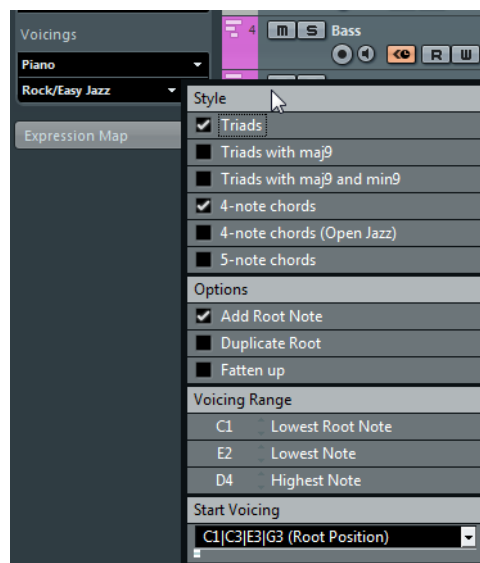 Voicings
4 m S Bass
R W
Piano
Rock/Easy Jazz
Expression Map
Style
Triads
Triads with maj9
Triads with maj9 and min9
4-note chords
4-note chords (Open Jazz)
5-note chords
Options
Add Root Note
Duplicate Root
Fatten up
Voicing Range
C1 Lowest Root Note
E2 Lowest Note
D4 Highest Note
Start Voicing
C1|C3|E3|G3 (Root Position)